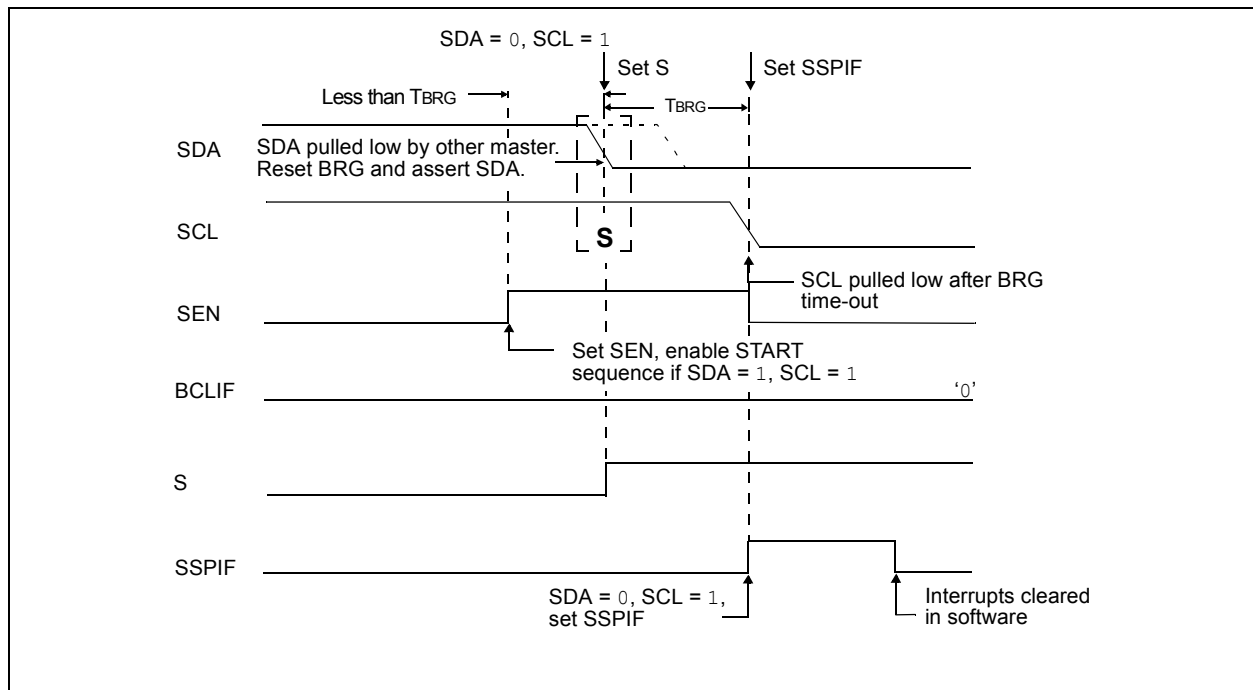 SDA = 0, SCL = 1
Set S
Set SSPIF
Less than TBRG
TBRG
SDA
SDA pulled low by other master.
Reset BRG and assert SDA.
SCL
S
SCL pulled low after BRG
time-out
SEN
Set SEN, enable START
sequence if SDA = 1, SCL = 1
BCLIF
‘0’
S
SSPIF
SDA = 0, SCL = 1,
set SSPIF
Interrupts cleared
in software